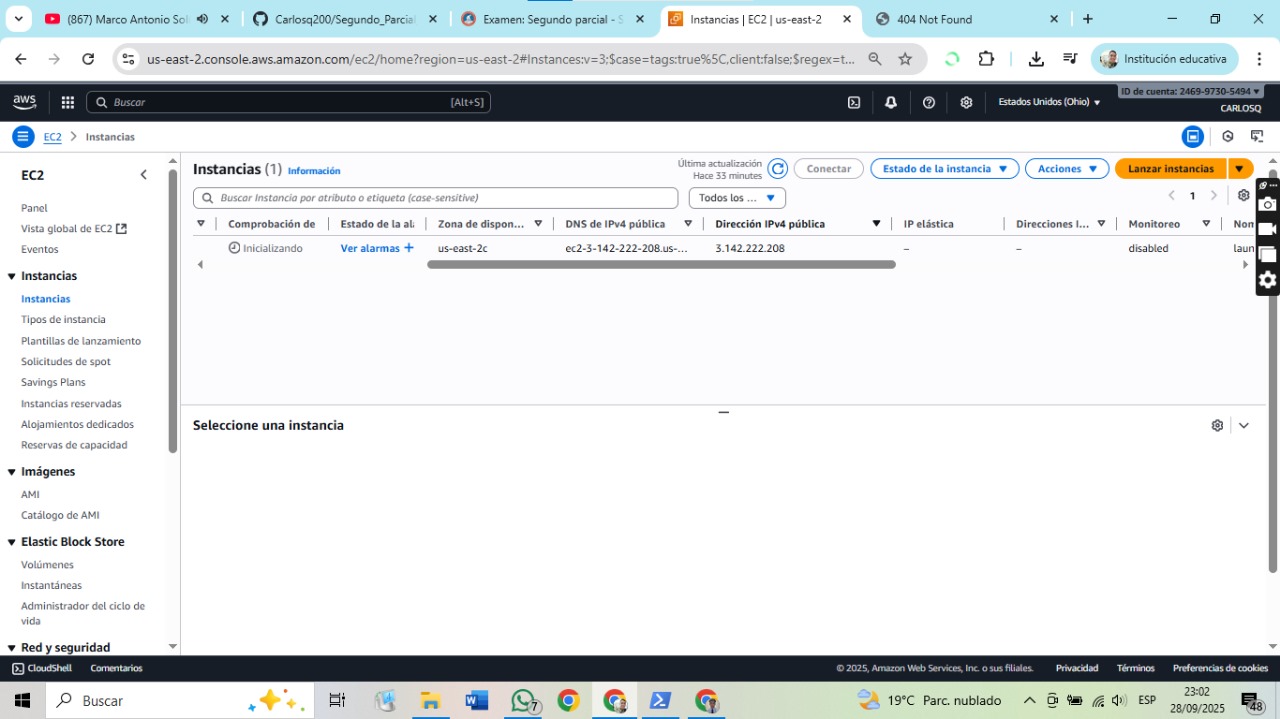 (867) Marco Antonio Sol
Carlosq200/Segundo_Parcial
Examen: Segundo parcial - S
Instancias | EC2 | us-east-2
404 Not Found
us-east-2.console.aws.amazon.com/ec2/home?region=us-east-2#Instances:v=3;$case=tags:true%5C,client:false;$regex=t...
Institución educativa
aws
Buscar
[Alt+S]
Estados Unidos (Ohio)
ID de cuenta: 2469-9730-5494
CARLOSQ
EC2 > Instancias
EC2
Panel
Vista global de EC2
Eventos
Instancias
Instancias
Tipos de instancia
Plantillas de lanzamiento
Solicitudes de spot
Savings Plans
Instancias reservadas
Alojamientos dedicados
Reservas de capacidad
Imágenes
AMI
Catálogo de AMI
Elastic Block Store
Volúmenes
Instantáneas
Administrador del ciclo de
vida
Red y seguridad
Instancias (1) Información
Última actualización
Hace 33 minutes
Conectar
Estado de la instancia
Acciones
Lanzar instancias
Buscar Instancia por atributo o etiqueta (case-sensitive)
Todos los ...
1
Comprobación de Estado de la ala Zona de dispon... DNS de IPv4 pública Dirección IPv4 pública IP elástica Direcciones I... Monitoreo Nom
Inicializando Ver alarmas + us-east-2c ec2-3-142-222-208.us-... 3.142.222.208 – – disabled laun
Seleccione una instancia
CloudShell Comentarios
© 2025, Amazon Web Services, Inc. o sus filiales. Privacidad Términos Preferencias de cookies
Buscar
7
19°C Parc. nublado
ESP
23:02
28/09/2025
48